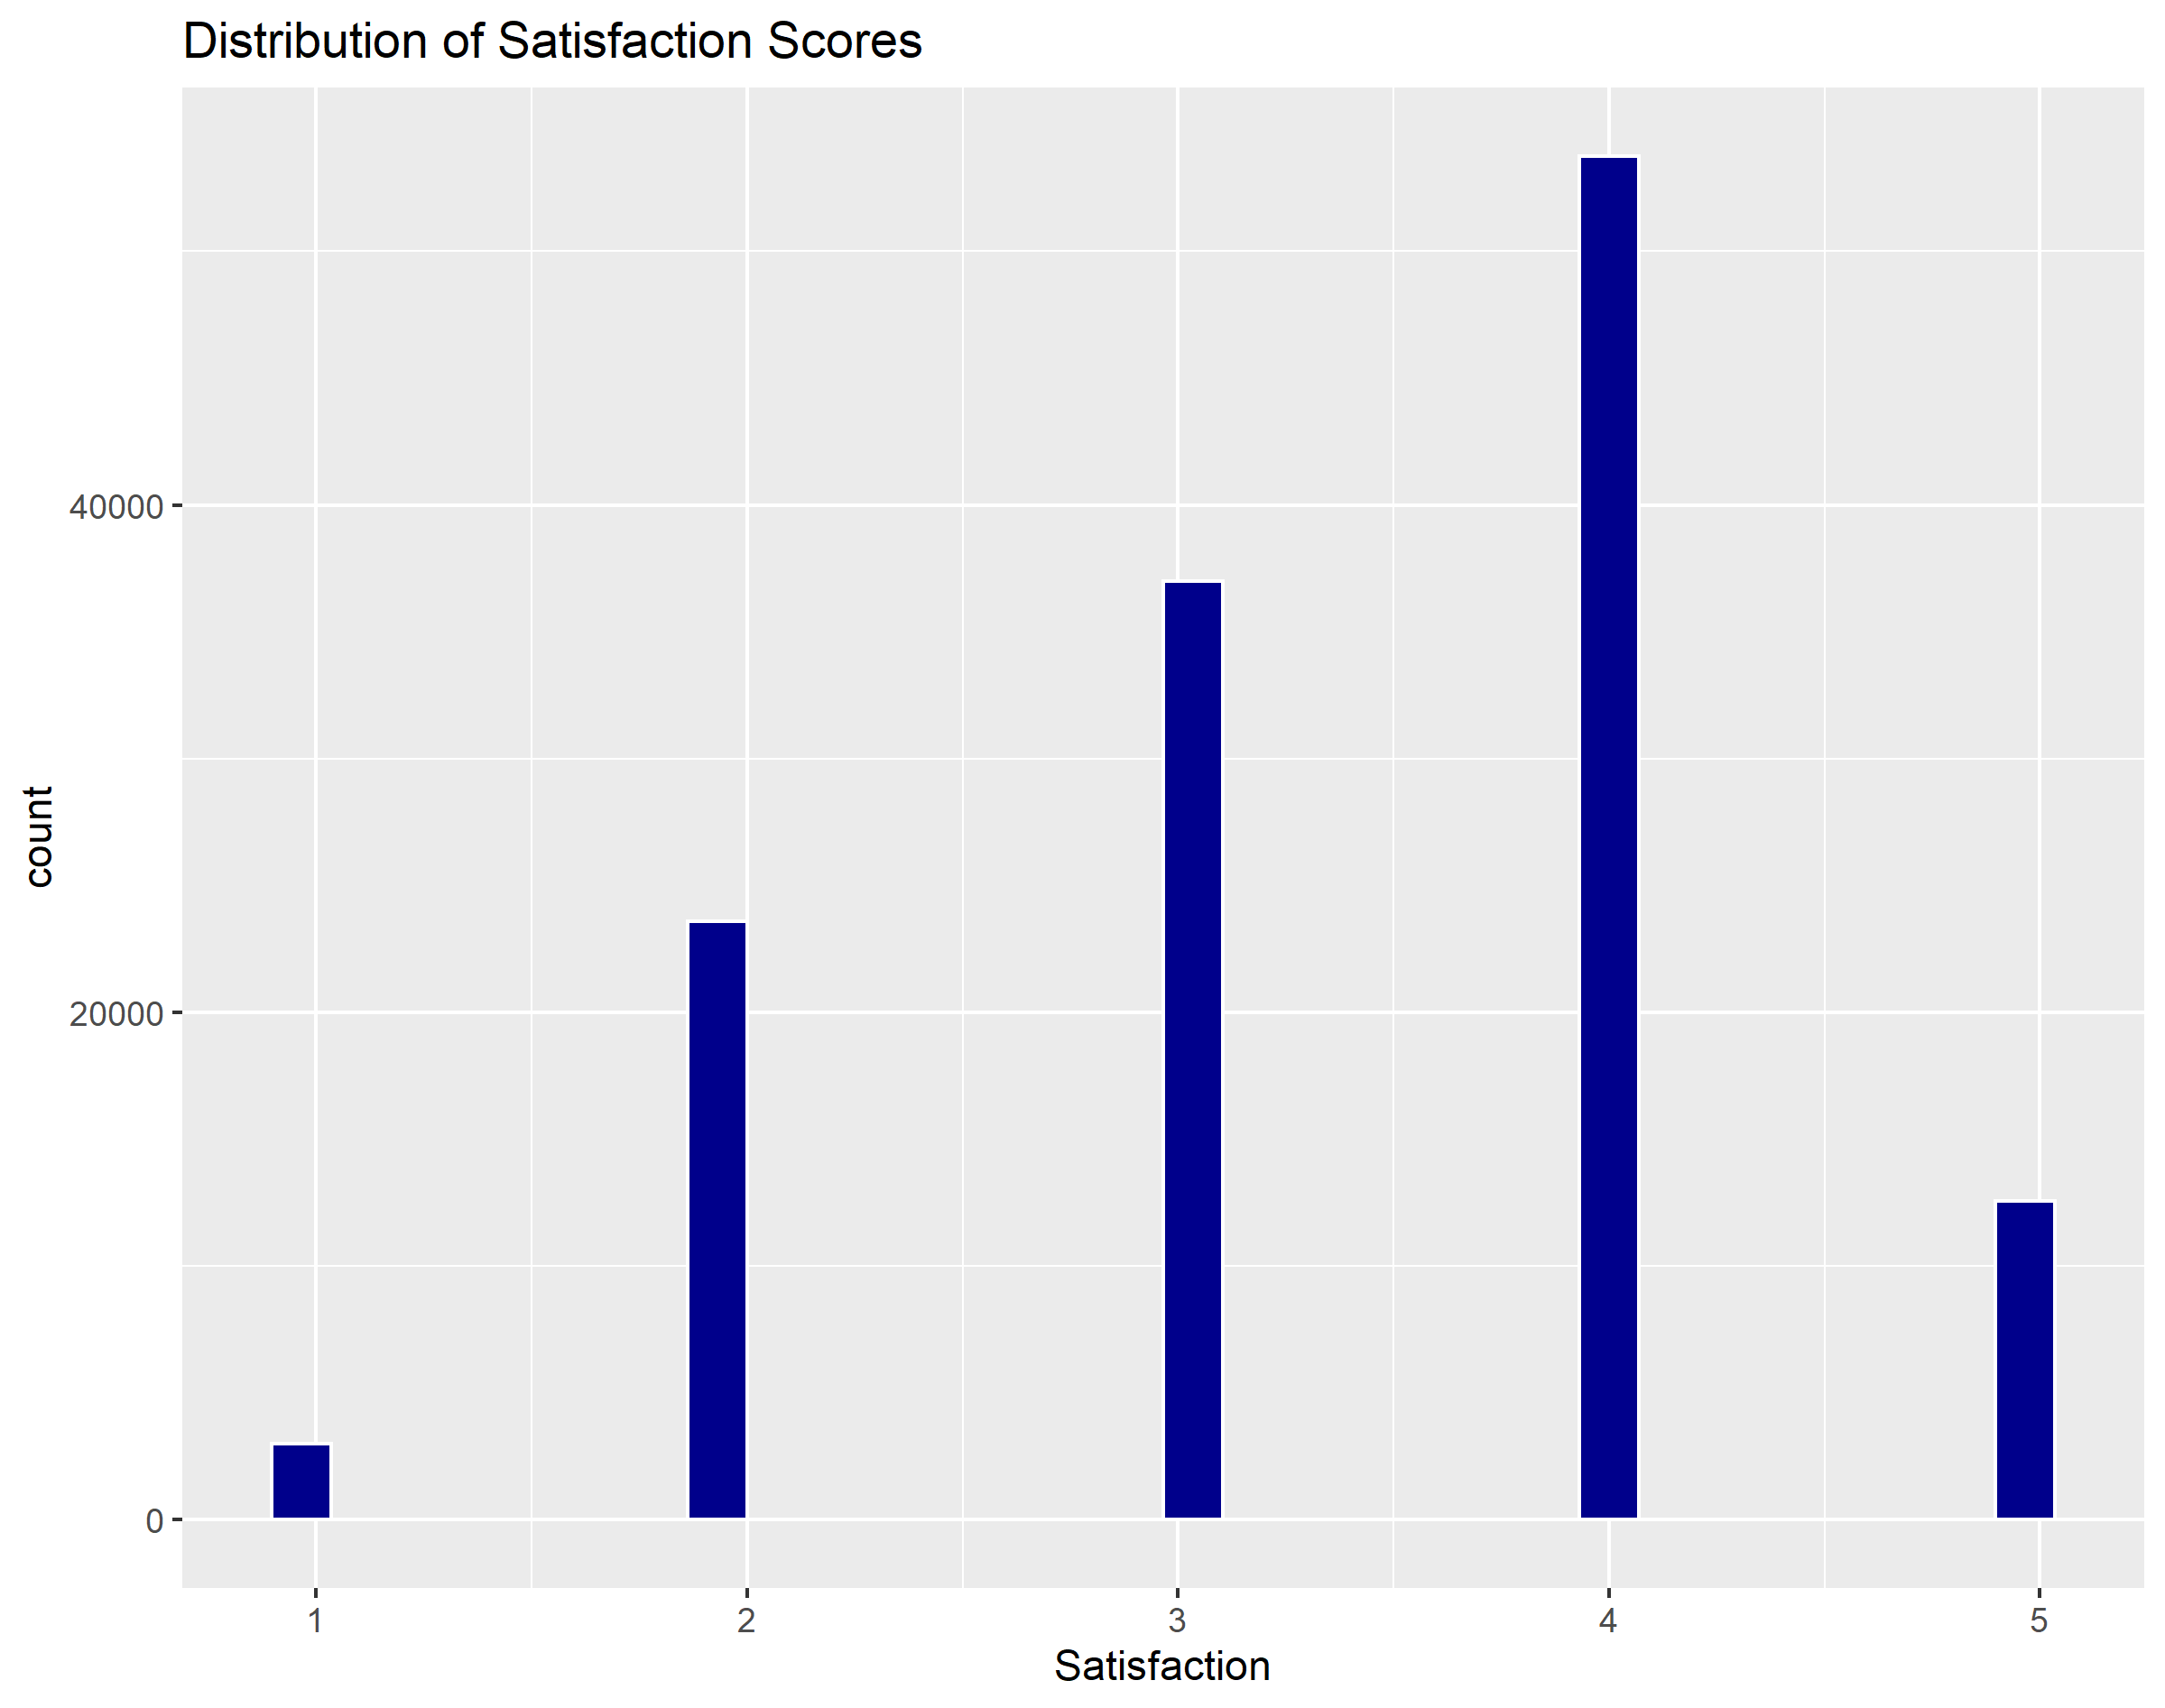 Distribution of Satisfaction Scores
40000
20000
0
count
1 2 3 4 5
Satisfaction